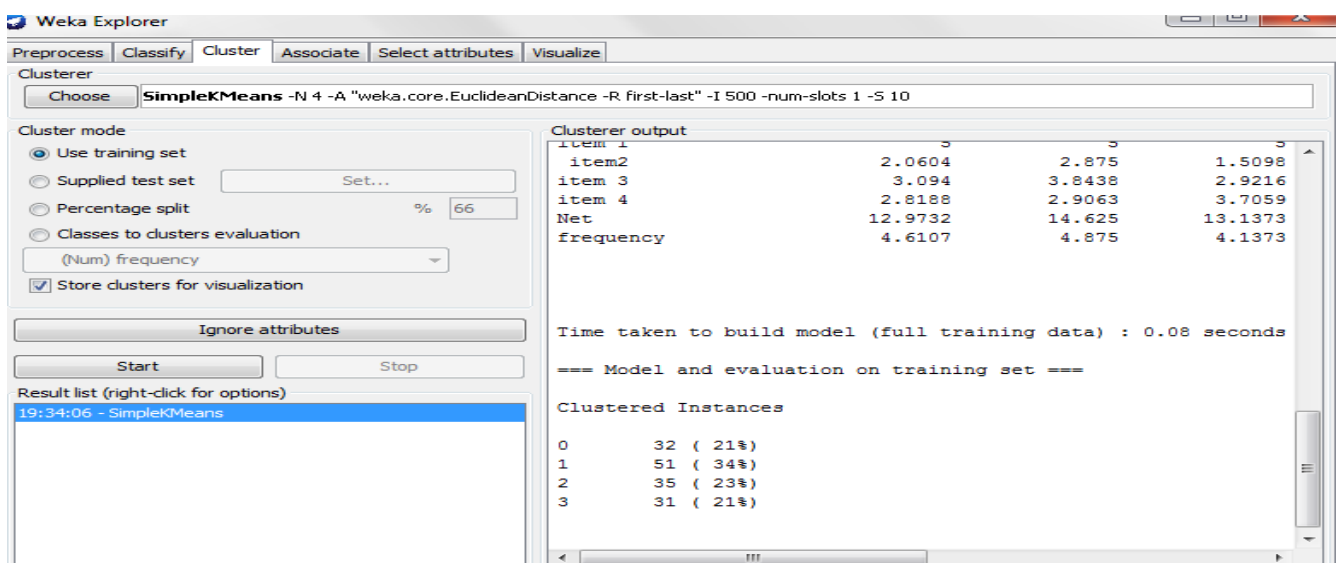 Weka Explorer
Preprocess Classify Cluster Associate Select attributes Visualize
Clusterer
Choose SimpleKMeans -N 4 -A "weka.core.EuclideanDistance -R first-last" -I 500 -num-slots 1 -S 10
Cluster mode
Use training set
Supplied test set Set...
Percentage split % 66
Classes to clusters evaluation
(Num) frequency
Store clusters for visualization
Ignore attributes
Start Stop
Result list (right-click for options)
19:34:06 - SimpleKMeans
Clusterer output
item 1 5 5 5
item2 2.0604 2.875 1.5098
item 3 3.094 3.8438 2.9216
item 4 2.8188 2.9063 3.7059
Net 12.9732 14.625 13.1373
frequency 4.6107 4.875 4.1373
Time taken to build model (full training data) : 0.08 seconds
=== Model and evaluation on training set ===
Clustered Instances
0 32 ( 21%)
1 51 ( 34%)
2 35 ( 23%)
3 31 ( 21%)